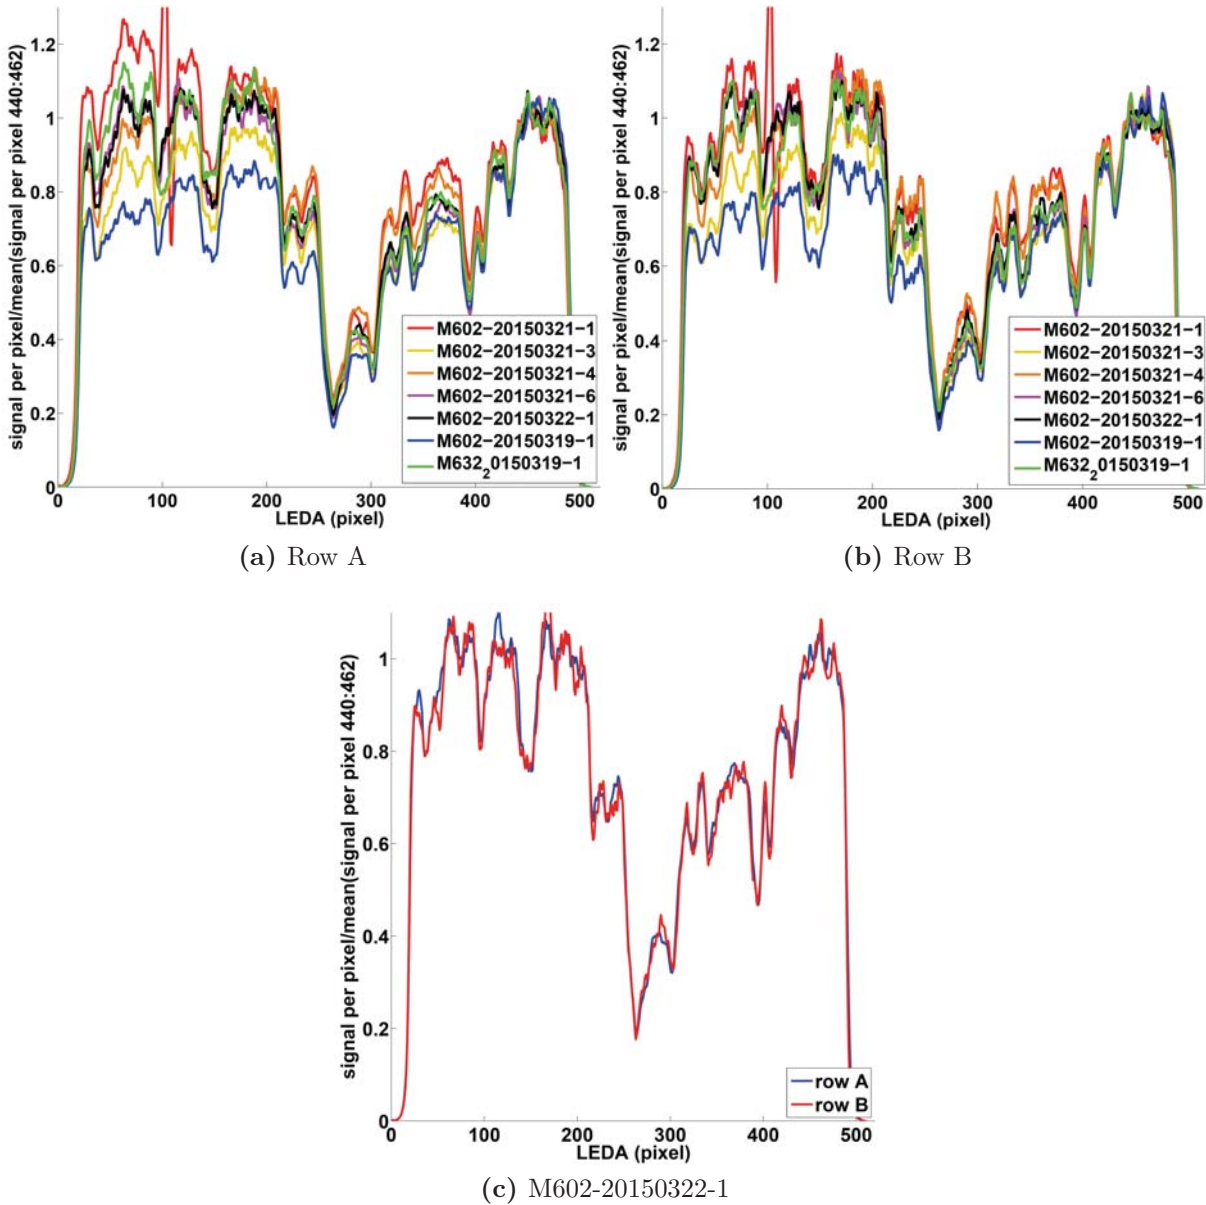 signal per pixel/mean(signal per pixel 440:462)
1.2
1
0.8
0.6
0.4
0.2
0
0 100 200 300 400 500
LEDA (pixel)
M602-20150321-1
M602-20150321-3
M602-20150321-4
M602-20150321-6
M602-20150322-1
M602-20150319-1
M632₂0150319-1
(a) Row A
signal per pixel/mean(signal per pixel 440:462)
1.2
1
0.8
0.6
0.4
0.2
0
0 100 200 300 400 500
LEDA (pixel)
M602-20150321-1
M602-20150321-3
M602-20150321-4
M602-20150321-6
M602-20150322-1
M602-20150319-1
M632₂0150319-1
(b) Row B
signal per pixel/mean(signal per pixel 440:462)
1
0.8
0.6
0.4
0.2
0
0 100 200 300 400 500
LEDA (pixel)
row A
row B
(c) M602-20150322-1